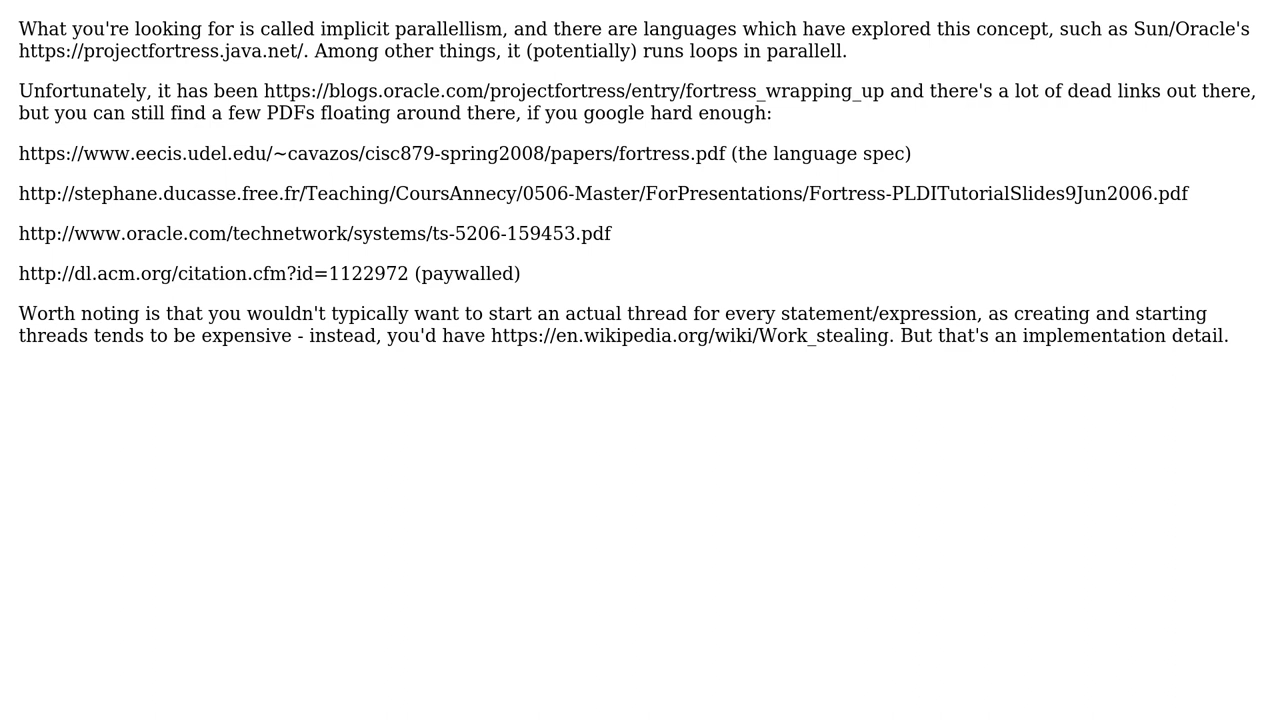 What you're looking for is called implicit parallellism, and there are languages which have explored this concept, such as Sun/Oracle's
https://projectfortress.java.net/. Among other things, it (potentially) runs loops in parallell.
Unfortunately, it has been https://blogs.oracle.com/projectfortress/entry/fortress_wrapping_up and there's a lot of dead links out there,
but you can still find a few PDFs floating around there, if you google hard enough:
https://www.eecis.udel.edu/~cavazos/cisc879-spring2008/papers/fortress.pdf (the language spec)
http://stephane.ducasse.free.fr/Teaching/CoursAnnecy/0506-Master/ForPresentations/Fortress-PLDITutorialSlides9Jun2006.pdf
http://www.oracle.com/technetwork/systems/ts-5206-159453.pdf
http://dl.acm.org/citation.cfm?id=1122972 (paywalled)
Worth noting is that you wouldn't typically want to start an actual thread for every statement/expression, as creating and starting
threads tends to be expensive - instead, you'd have https://en.wikipedia.org/wiki/Work_stealing. But that's an implementation detail.